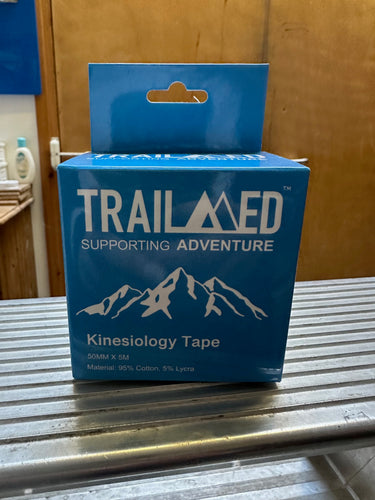 TRAILMED™
SUPPORTING ADVENTURE
Kinesiology Tape
50MM X 5M
Material: 95% Cotton, 5% Lycra